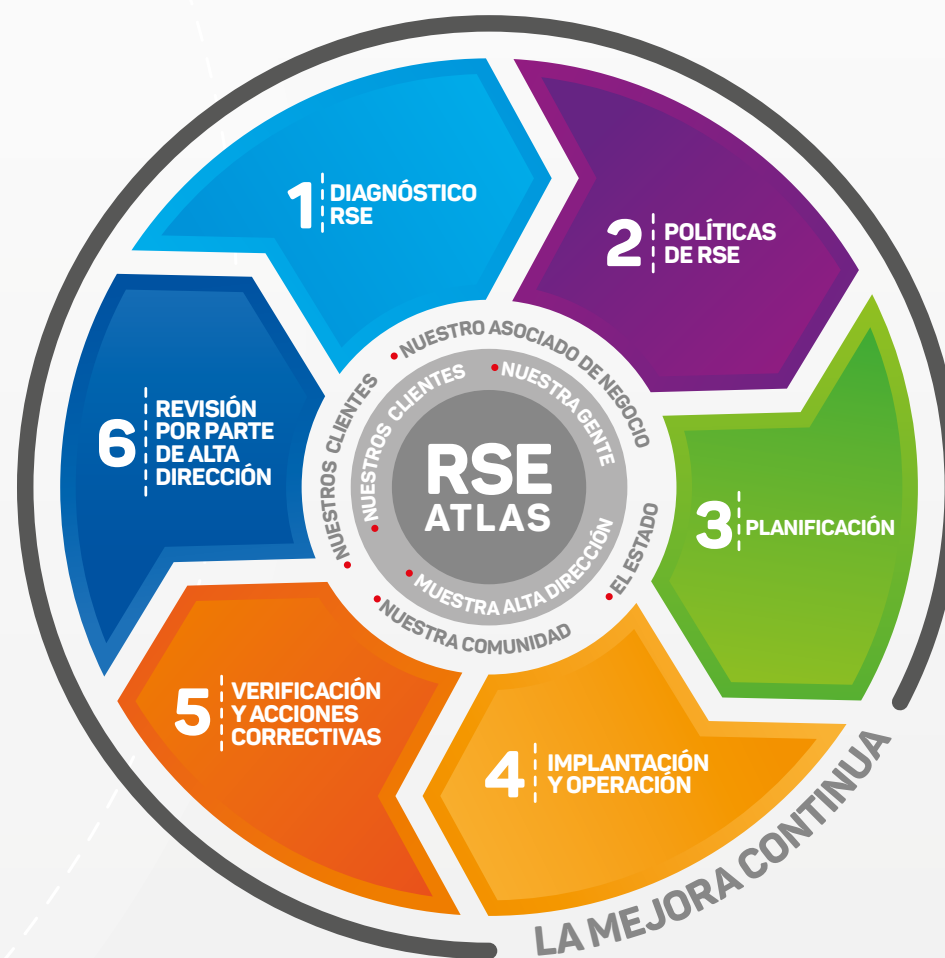 1 DIAGNÓSTICO
RSE
2 POLÍTICAS
DE RSE
3 PLANIFICACIÓN
4 IMPLANTACIÓN
Y OPERACIÓN
5 VERIFICACIÓN
Y ACCIONES
CORRECTIVAS
6 REVISIÓN
POR PARTE
DE ALTA
DIRECCIÓN
•NUESTRO ASOCIADO DE NEGOCIO
•EL ESTADO
•NUESTRA COMUNIDAD
•NUESTROS CLIENTES
•NUESTRA GENTE
•MUESTRA ALTA DIRECCIÓN
•NUESTROS CLIENTES
RSE
ATLAS
LA MEJORA CONTINUA